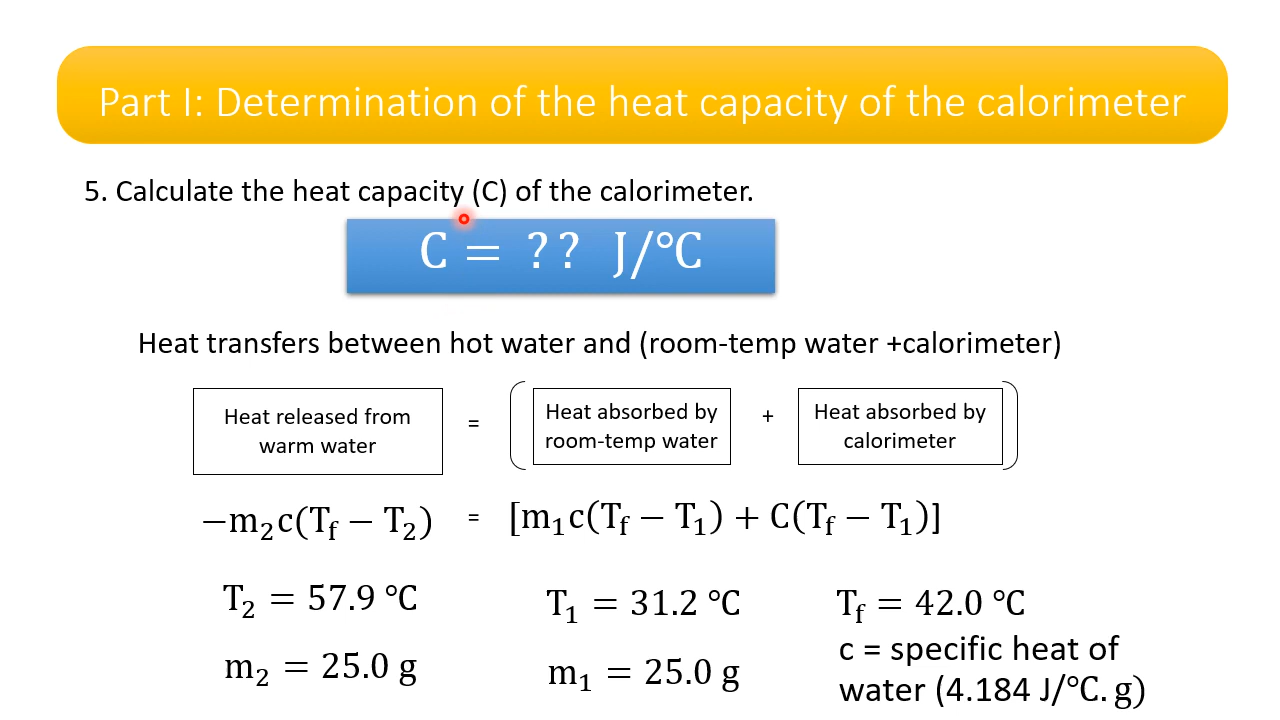 Part I: Determination of the heat capacity of the calorimeter
5. Calculate the heat capacity (C) of the calorimeter.
C = ?? J/°C
Heat transfers between hot water and (room-temp water +calorimeter)
Heat released from
warm water
=
Heat absorbed by
room-temp water
+
Heat absorbed by
calorimeter
−m₂c(T_f − T₂) = [m₁c(T_f − T₁) + C(T_f − T₁)]
T₂ = 57.9 °C
T₁ = 31.2 °C
T_f = 42.0 °C
m₂ = 25.0 g
m₁ = 25.0 g
c = specific heat of
water (4.184 J/°C. g)